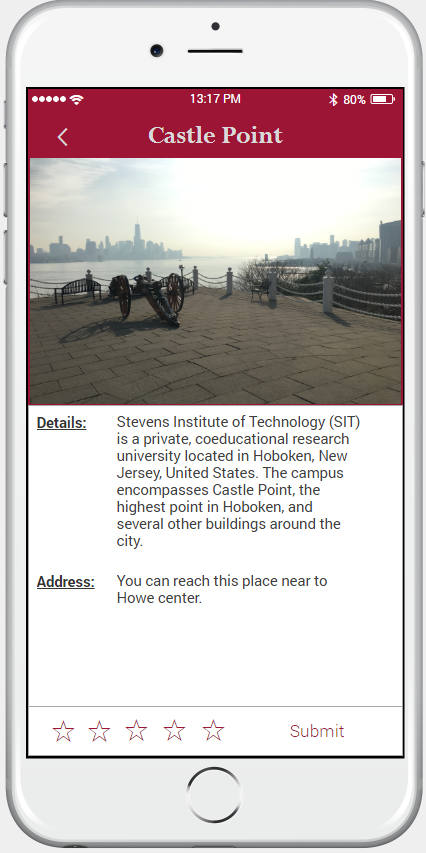 13:17 PM
80%
Castle Point
Details:
Stevens Institute of Technology (SIT)
is a private, coeducational research
university located in Hoboken, New
Jersey, United States. The campus
encompasses Castle Point, the
highest point in Hoboken, and
several other buildings around the
city.
Address:
You can reach this place near to
Howe center.
Submit